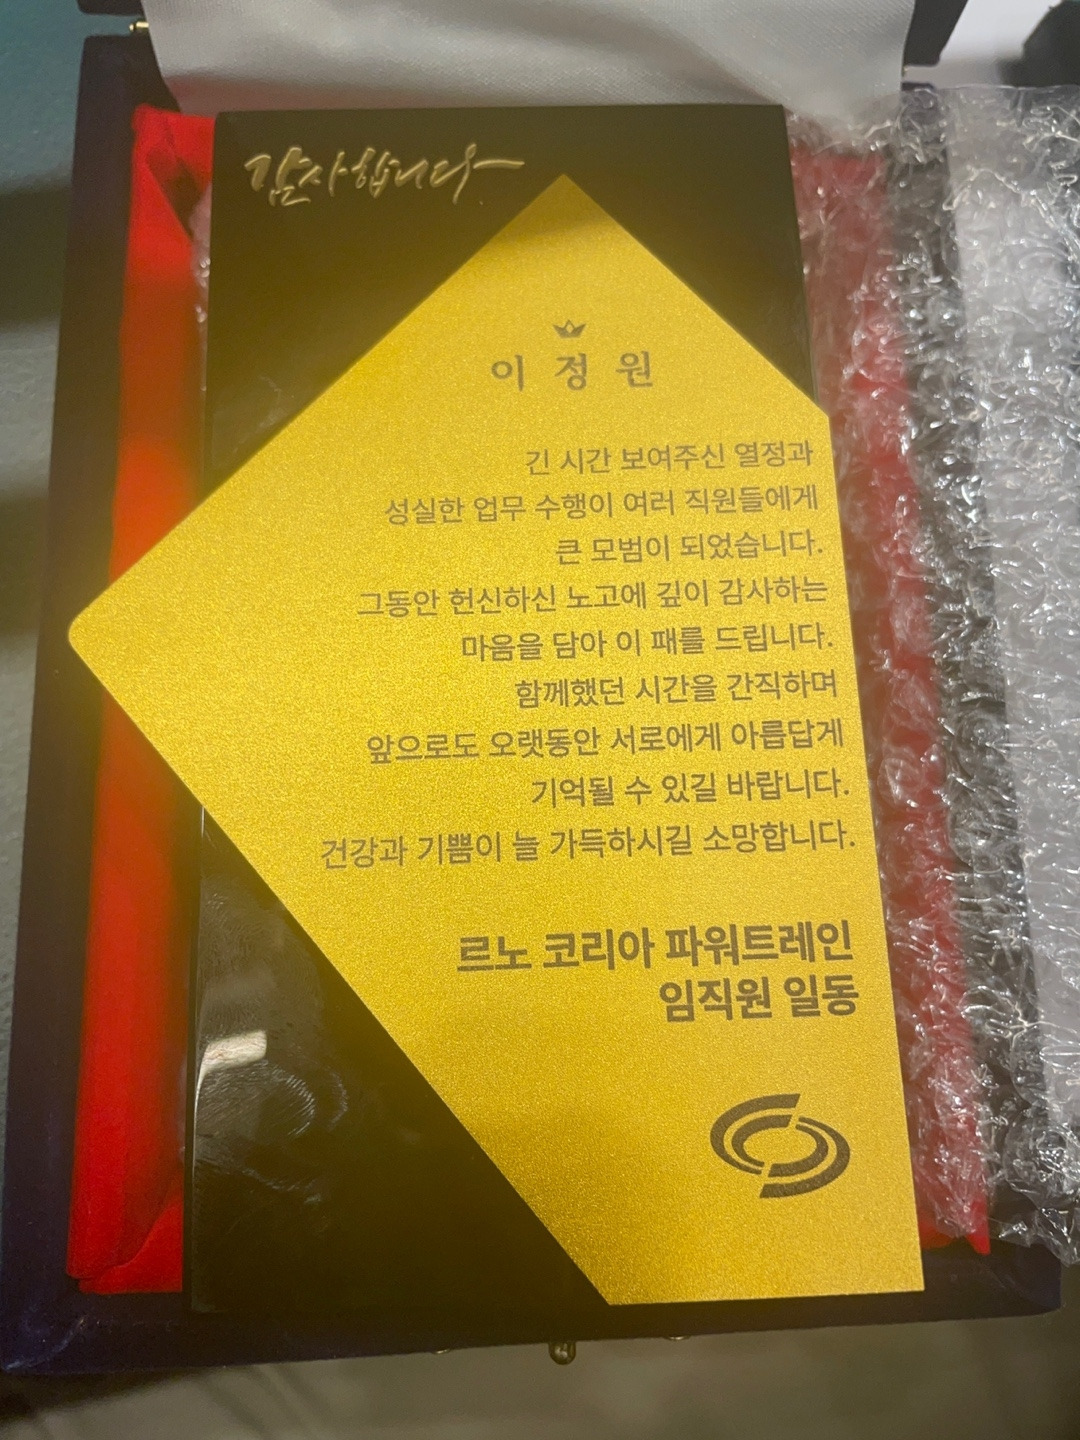 감사합니다
이정원
긴 시간 보여주신 열정과
성실한 업무 수행이 여러 직원들에게
큰 모범이 되었습니다.
그동안 헌신하신 노고에 깊이 감사하는
마음을 담아 이 패를 드립니다.
함께했던 시간을 간직하며
앞으로도 오랫동안 서로에게 아름답게
기억될 수 있길 바랍니다.
건강과 기쁨이 늘 가득하시길 소망합니다.
르노 코리아 파워트레인
임직원 일동